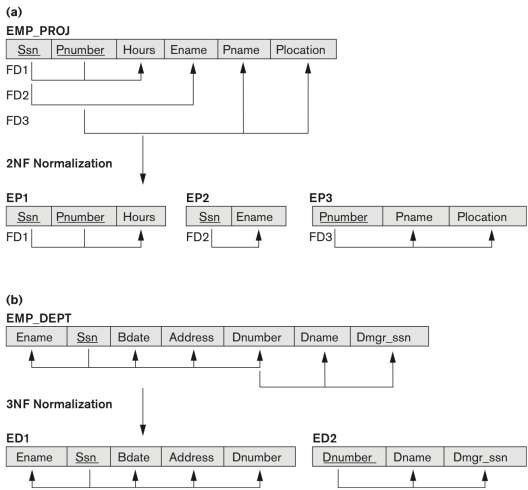 (a)
EMP_PROJ
Ssn Pnumber Hours Ename Pname Plocation
FD1
FD2
FD3
2NF Normalization
EP1 EP2 EP3
Ssn Pnumber Hours Ssn Ename Pnumber Pname Plocation
FD1 FD2 FD3
(b)
EMP_DEPT
Ename Ssn Bdate Address Dnumber Dname Dmgr_ssn
3NF Normalization
ED1 ED2
Ename Ssn Bdate Address Dnumber Dnumber Dname Dmgr_ssn